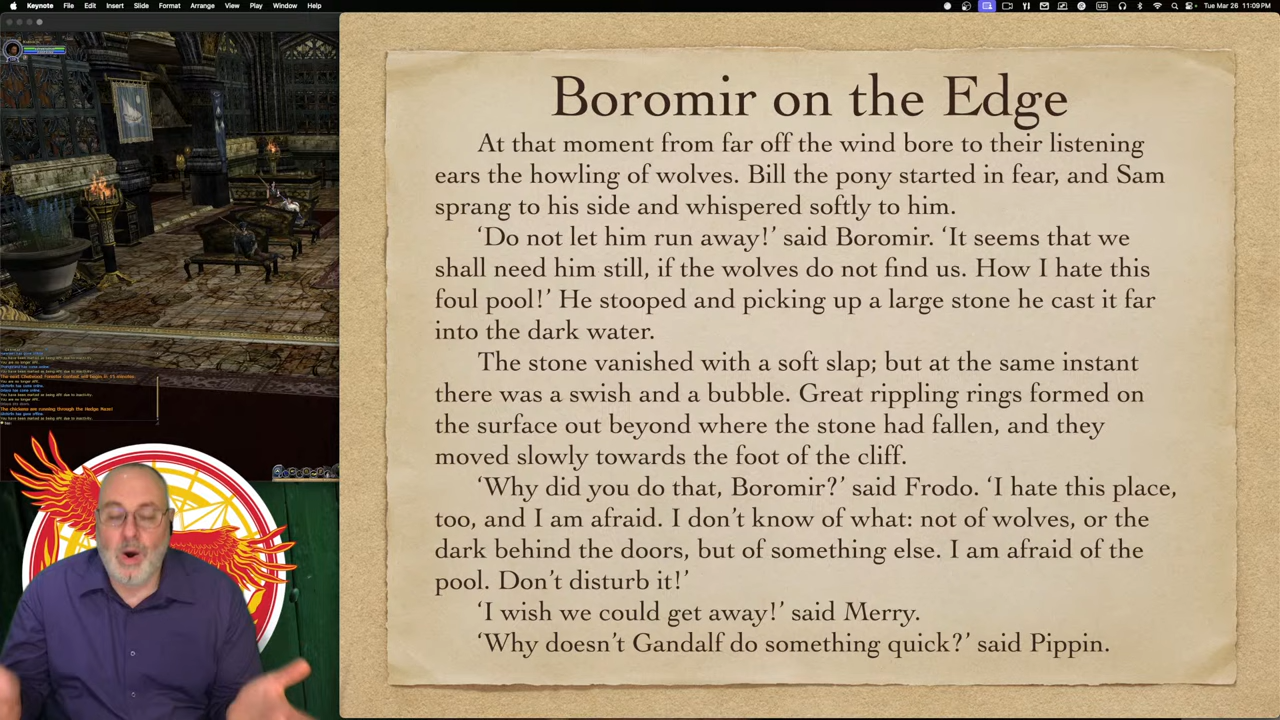 Keynote File Edit Insert Slide Format Arrange View Play Window Help
US Tue Mar 26 11:09 PM
Boromir on the Edge
At that moment from far off the wind bore to their listening
ears the howling of wolves. Bill the pony started in fear, and Sam
sprang to his side and whispered softly to him.
‘Do not let him run away!’ said Boromir. ‘It seems that we
shall need him still, if the wolves do not find us. How I hate this
foul pool!’ He stooped and picking up a large stone he cast it far
into the dark water.
The stone vanished with a soft slap; but at the same instant
there was a swish and a bubble. Great rippling rings formed on
the surface out beyond where the stone had fallen, and they
moved slowly towards the foot of the cliff.
‘Why did you do that, Boromir?’ said Frodo. ‘I hate this place,
too, and I am afraid. I don’t know of what: not of wolves, or the
dark behind the doors, but of something else. I am afraid of the
pool. Don’t disturb it!’
‘I wish we could get away!’ said Merry.
‘Why doesn’t Gandalf do something quick?’ said Pippin.